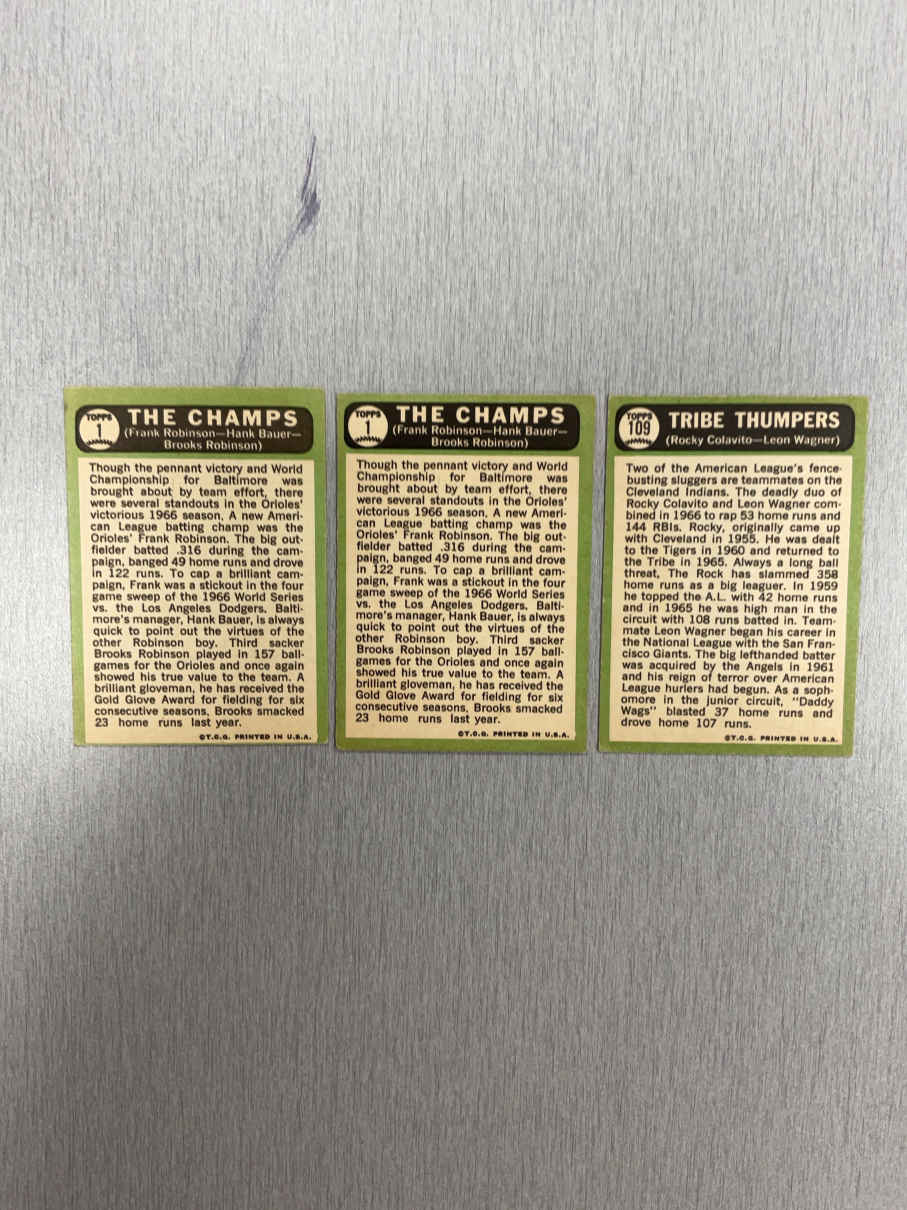 TOPPS
1
THE CHAMPS
(Frank Robinson—Hank Bauer—
Brooks Robinson)
Though the pennant victory and World
Championship for Baltimore was
brought about by team effort, there
were several standouts in the Orioles'
victorious 1966 season. A new Ameri-
can League batting champ was the
Orioles' Frank Robinson. The big out-
fielder batted .316 during the cam-
paign, banged 49 home runs and drove
in 122 runs. To cap a brilliant cam-
paign, Frank was a stickout in the four
game sweep of the 1966 World Series
vs. the Los Angeles Dodgers. Balti-
more's manager, Hank Bauer, is always
quick to point out the virtues of the
other Robinson boy. Third sacker
Brooks Robinson played in 157 ball-
games for the Orioles and once again
showed his true value to the team. A
brilliant gloveman, he has received the
Gold Glove Award for fielding for six
consecutive seasons. Brooks smacked
23 home runs last year.
©T.C.G. PRINTED IN U.S.A.
TOPPS
1
THE CHAMPS
(Frank Robinson—Hank Bauer—
Brooks Robinson)
Though the pennant victory and World
Championship for Baltimore was
brought about by team effort, there
were several standouts in the Orioles'
victorious 1966 season. A new Ameri-
can League batting champ was the
Orioles' Frank Robinson. The big out-
fielder batted .316 during the cam-
paign, banged 49 home runs and drove
in 122 runs. To cap a brilliant cam-
paign, Frank was a stickout in the four
game sweep of the 1966 World Series
vs. the Los Angeles Dodgers. Balti-
more's manager, Hank Bauer, is always
quick to point out the virtues of the
other Robinson boy. Third sacker
Brooks Robinson played in 157 ball-
games for the Orioles and once again
showed his true value to the team. A
brilliant gloveman, he has received the
Gold Glove Award for fielding for six
consecutive seasons. Brooks smacked
23 home runs last year.
©T.C.G. PRINTED IN U.S.A.
TOPPS
109
TRIBE THUMPERS
(Rocky Colavito—Leon Wagner)
Two of the American League's fence-
busting sluggers are teammates on the
Cleveland Indians. The deadly duo of
Rocky Colavito and Leon Wagner com-
bined in 1966 to rap 53 home runs and
144 RBIs. Rocky, originally came up
with Cleveland in 1955. He was dealt
to the Tigers in 1960 and returned to
the Tribe in 1965. Always a long ball
threat, The Rock has slammed 358
home runs as a big leaguer. In 1959
he topped the A.L. with 42 home runs
and in 1965 he was high man in the
circuit with 108 runs batted in. Team-
mate Leon Wagner began his career in
the National League with the San Fran-
cisco Giants. The big lefthanded batter
was acquired by the Angels in 1961
and his reign of terror over American
League hurlers had begun. As a soph-
omore in the junior circuit, "Daddy
Wags" blasted 37 home runs and
drove home 107 runs.
©T.C.G. PRINTED IN U.S.A.